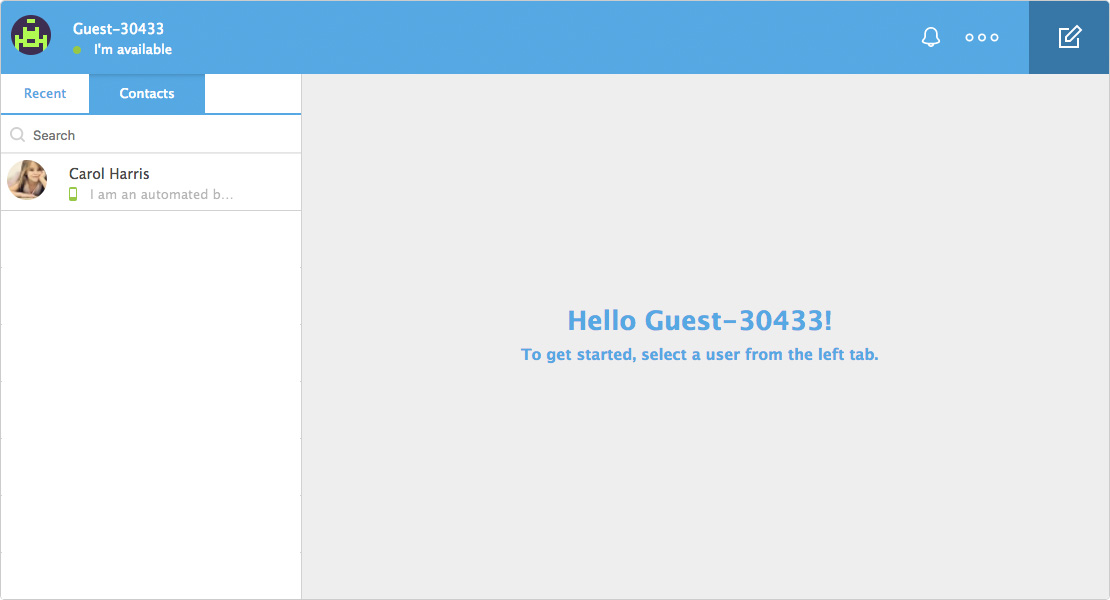 Guest-30433
I'm available
Recent
Contacts
Search
Carol Harris
I am an automated b...
Hello Guest-30433!
To get started, select a user from the left tab.